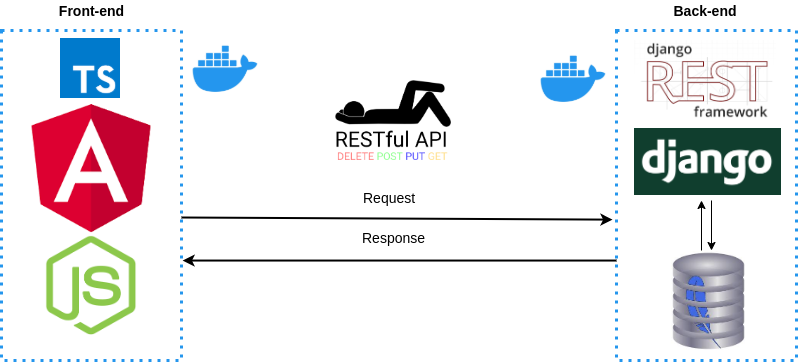 Front-end
Back-end
TS
A
JS
RESTful API
DELETE POST PUT GET
Request
Response
django
REST
framework
django